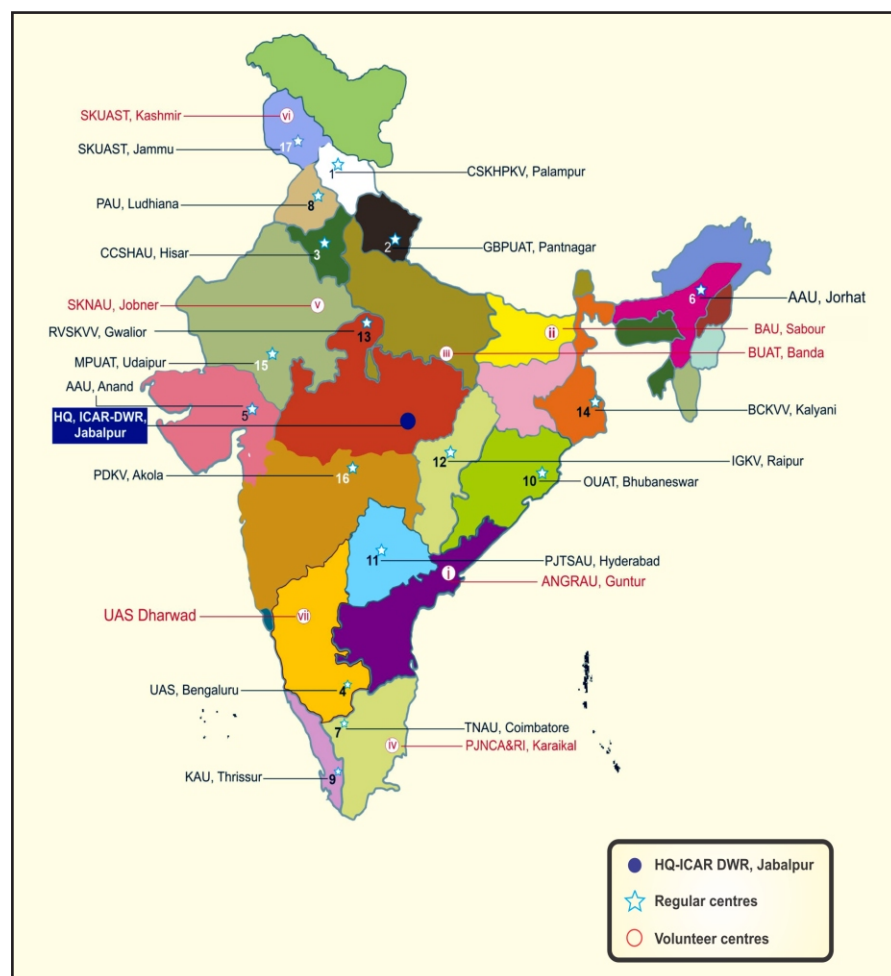 SKUAST, Kashmir
vi
SKUAST, Jammu
17
1
CSKHPKV, Palampur
PAU, Ludhiana
8
CCSHAU, Hisar
3
2
GBPUAT, Pantnagar
SKNAU, Jobner
v
6
AAU, Jorhat
RVSKVV, Gwalior
13
ii
BAU, Sabour
iii
BUAT, Banda
MPUAT, Udaipur
15
AAU, Anand
5
HQ, ICAR-DWR,
Jabalpur
14
BCKVV, Kalyani
12
IGKV, Raipur
PDKV, Akola
16
10
OUAT, Bhubaneswar
11
PJTSAU, Hyderabad
i
ANGRAU, Guntur
UAS Dharwad
vii
UAS, Bengaluru
4
7
TNAU, Coimbatore
iv
PJNCA&RI, Karaikal
KAU, Thrissur
9
HQ-ICAR DWR, Jabalpur
Regular centres
Volunteer centres